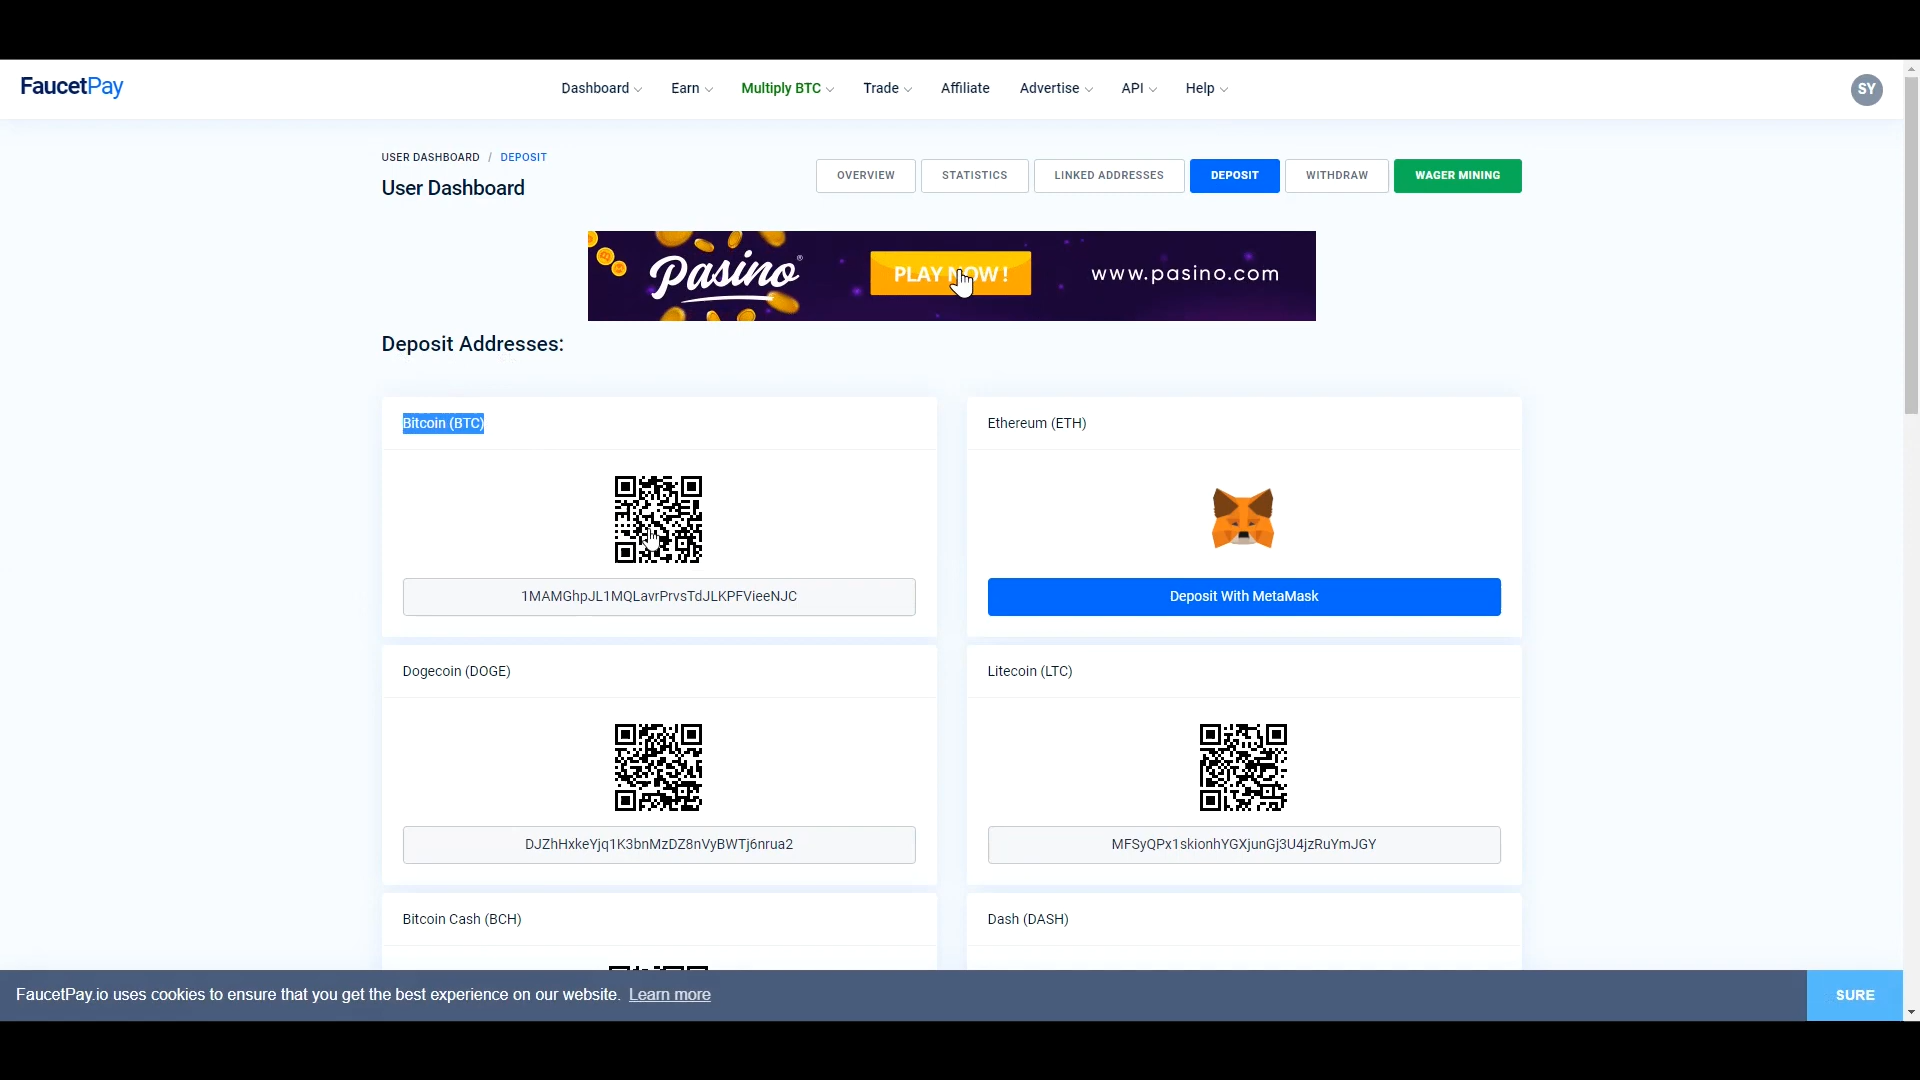 FaucetPay
Dashboard Earn Multiply BTC Trade Affiliate Advertise API Help
SY
USER DASHBOARD / DEPOSIT
User Dashboard
OVERVIEW STATISTICS LINKED ADDRESSES DEPOSIT WITHDRAW WAGER MINING
Pasino® PLAY NOW! www.pasino.com
Deposit Addresses:
Bitcoin (BTC)
1MAMGhpJL1MQLavrPrvsTdJLKPFVieeNJC
Ethereum (ETH)
Deposit With MetaMask
Dogecoin (DOGE)
DJZhHxkeYjq1K3bnMzDZ8nVyBWTj6nrua2
Litecoin (LTC)
MFSyQPx1skionhYGXjunGj3U4jzRuYmJGY
Bitcoin Cash (BCH)
Dash (DASH)
FaucetPay.io uses cookies to ensure that you get the best experience on our website. Learn more
SURE